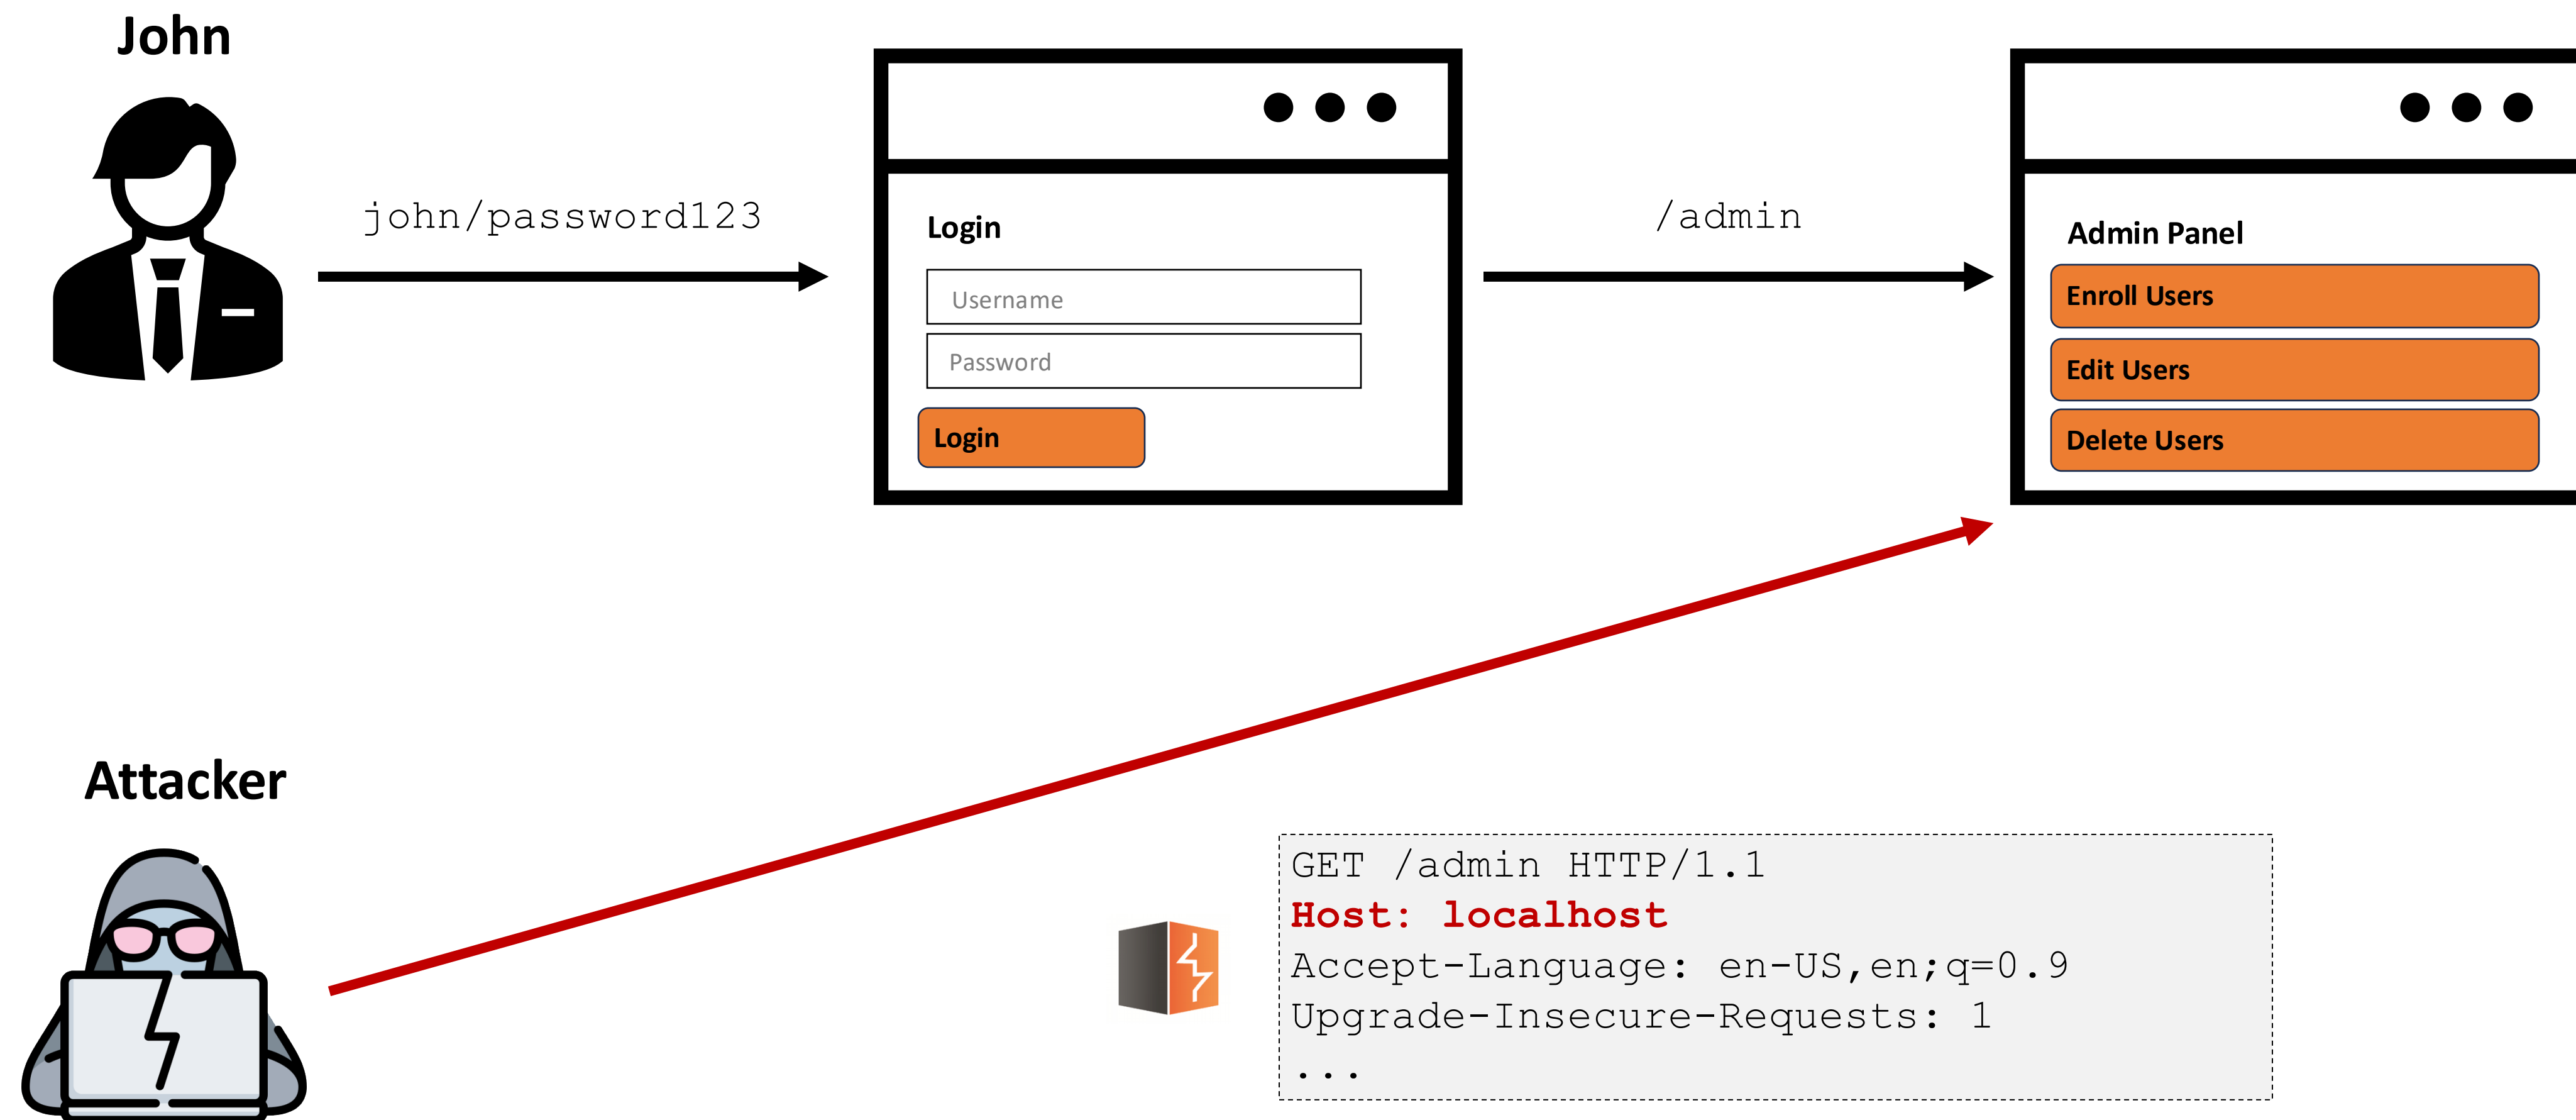 John
john/password123
Login
Username
Password
Login
/admin
Admin Panel
Enroll Users
Edit Users
Delete Users
Attacker
GET /admin HTTP/1.1
Host: localhost
Accept-Language: en-US,en;q=0.9
Upgrade-Insecure-Requests: 1
...